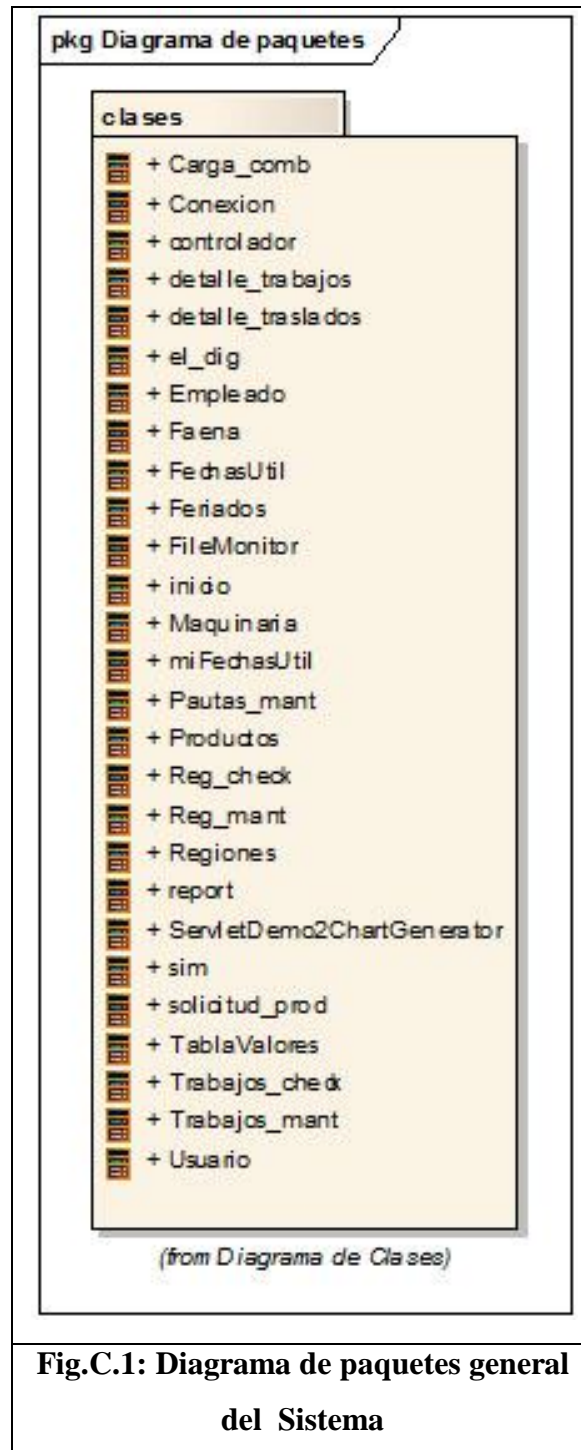 pkg Diagrama de paquetes
clases
+ Carga_comb
+ Conexion
+ controlador
+ detalle_trabajos
+ detalle_traslados
+ el_dig
+ Empleado
+ Faena
+ FechasUtil
+ Feriados
+ FileMonitor
+ inicio
+ Maquinaria
+ miFechasUtil
+ Pautas_mant
+ Productos
+ Reg_check
+ Reg_mant
+ Regiones
+ report
+ ServletDemo2ChartGenerator
+ sim
+ solicitud_prod
+ TablaValores
+ Trabajos_check
+ Trabajos_mant
+ Usuario
(from Diagrama de Clases)
Fig.C.1: Diagrama de paquetes general
del Sistema